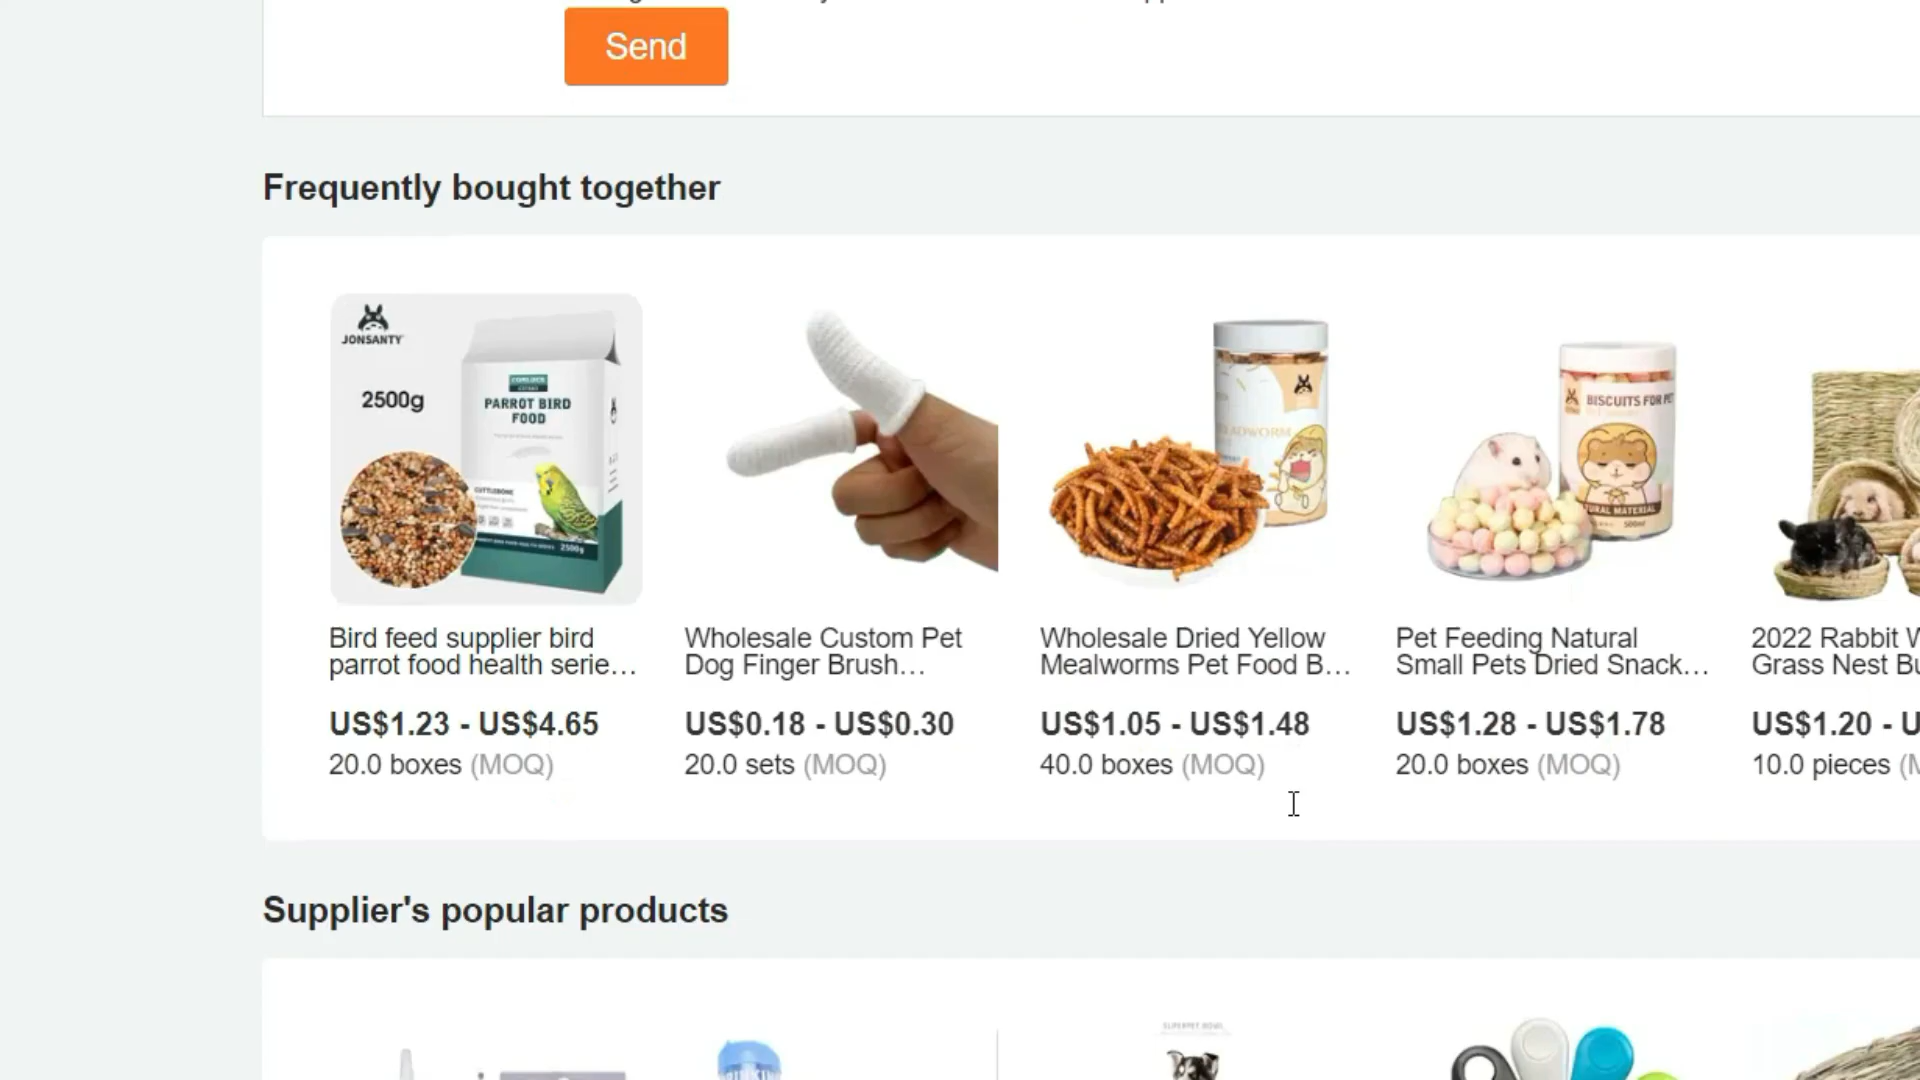 Send
Frequently bought together
JONSANTY
2500g
PARROT BIRD
FOOD
CUTTLEBONE
2500g
BISCUITS FOR PET
500ml
Bird feed supplier bird
parrot food health serie...
US$1.23 - US$4.65
20.0 boxes (MOQ)
Wholesale Custom Pet
Dog Finger Brush...
US$0.18 - US$0.30
20.0 sets (MOQ)
Wholesale Dried Yellow
Mealworms Pet Food B...
US$1.05 - US$1.48
40.0 boxes (MOQ)
Pet Feeding Natural
Small Pets Dried Snack...
US$1.28 - US$1.78
20.0 boxes (MOQ)
2022 Rabbit
Grass Nest
US$1.20 -
10.0 pieces
Supplier's popular products